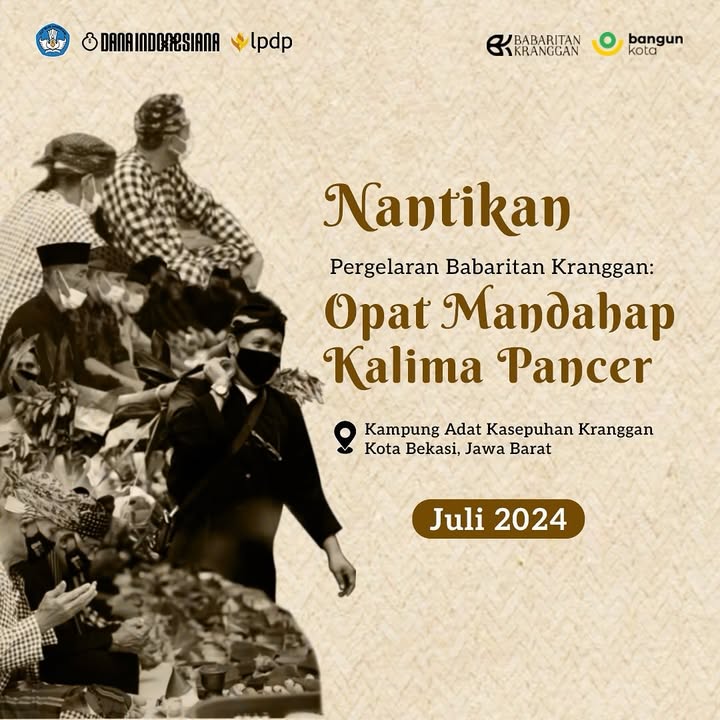 DANA INDONESIANA
lpdp
BABARITAN
KRANGGAN
bangun
kota
Nantikan
Pergelaran Babaritan Kranggan:
Opat Mandahap
Kalima Pancer
Kampung Adat Kasepuhan Kranggan
Kota Bekasi, Jawa Barat
Juli 2024